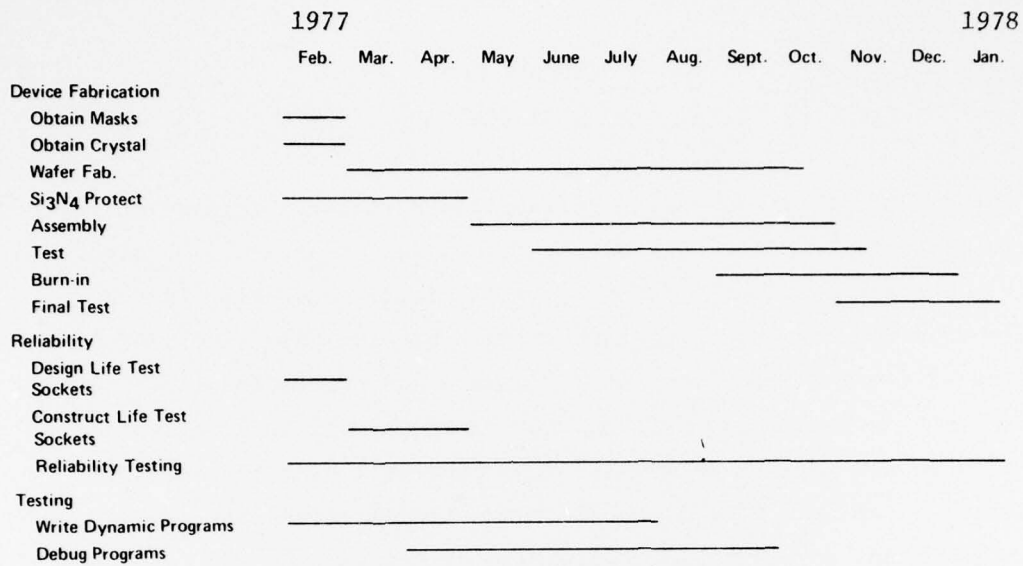 1977 1978
Feb. Mar. Apr. May June July Aug. Sept. Oct. Nov. Dec. Jan.
Device Fabrication
Obtain Masks
Obtain Crystal
Wafer Fab.
Si3N4 Protect
Assembly
Test
Burn-in
Final Test
Reliability
Design Life Test
Sockets
Construct Life Test
Sockets
Reliability Testing
Testing
Write Dynamic Programs
Debug Programs